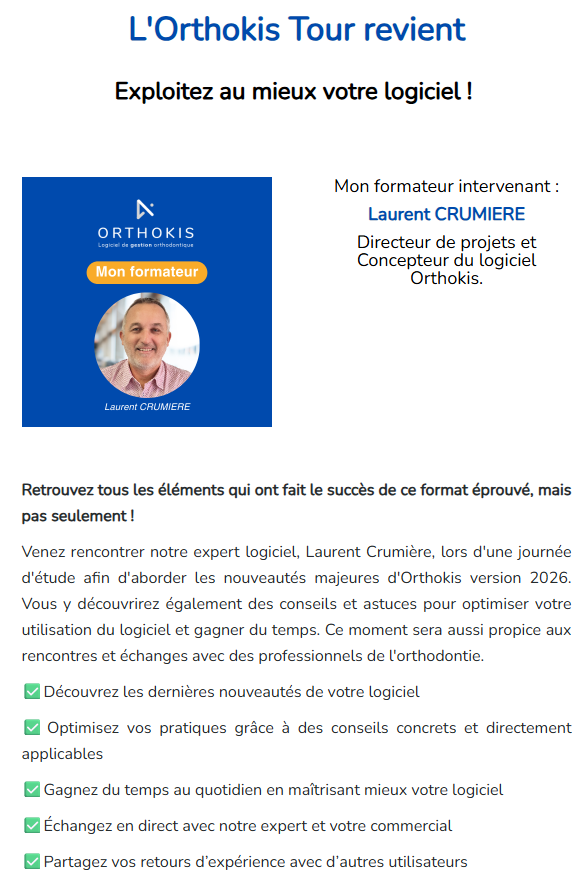 L'Orthokis Tour revient
Exploitez au mieux votre logiciel !
ORTHOKIS
Logiciel de gestion orthodontique
Mon formateur
Laurent CRUMIERE
Mon formateur intervenant :
Laurent CRUMIERE
Directeur de projets et
Concepteur du logiciel
Orthokis.
Retrouvez tous les éléments qui ont fait le succès de ce format éprouvé, mais
pas seulement !
Venez rencontrer notre expert logiciel, Laurent Crumière, lors d'une journée
d'étude afin d'aborder les nouveautés majeures d'Orthokis version 2026.
Vous y découvrirez également des conseils et astuces pour optimiser votre
utilisation du logiciel et gagner du temps. Ce moment sera aussi propice aux
rencontres et échanges avec des professionnels de l'orthodontie.
✅ Découvrez les dernières nouveautés de votre logiciel
✅ Optimisez vos pratiques grâce à des conseils concrets et directement
applicables
✅ Gagnez du temps au quotidien en maîtrisant mieux votre logiciel
✅ Échangez en direct avec notre expert et votre commercial
✅ Partagez vos retours d’expérience avec d'autres utilisateurs